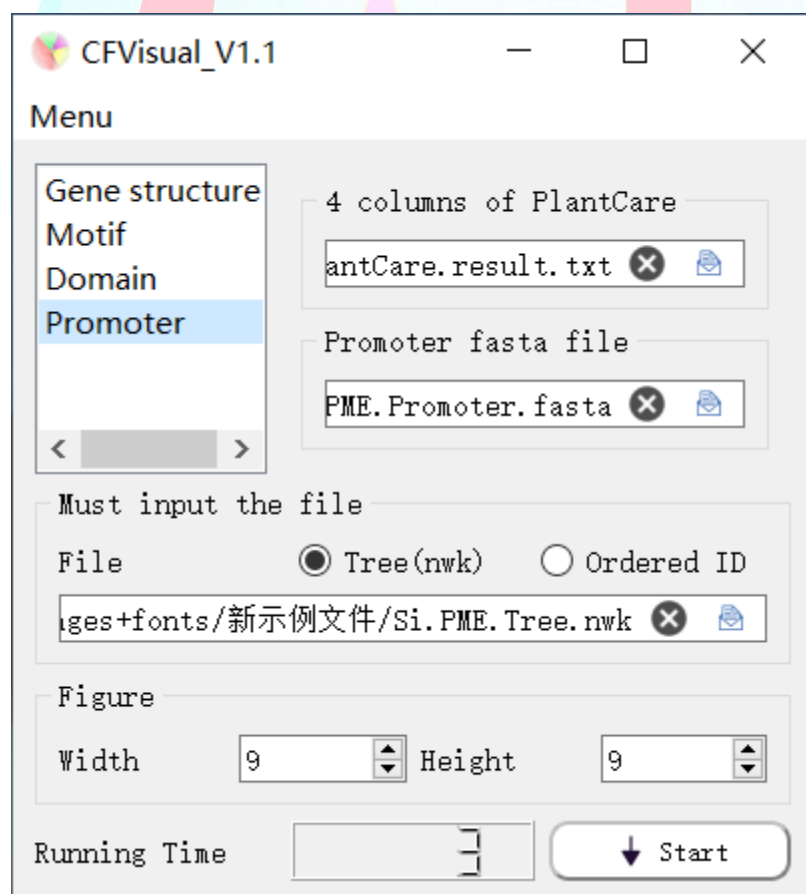 CFVisual_V1.1
Menu
Gene structure
Motif
Domain
Promoter
4 columns of PlantCare
antCare.result.txt
Promoter fasta file
PME.Promoter.fasta
Must input the file
File Tree(nwk) Ordered ID
ages+fonts/新示例文件/Si.PME.Tree.nwk
Figure
Width 9 Height 9
Running Time 3 Start